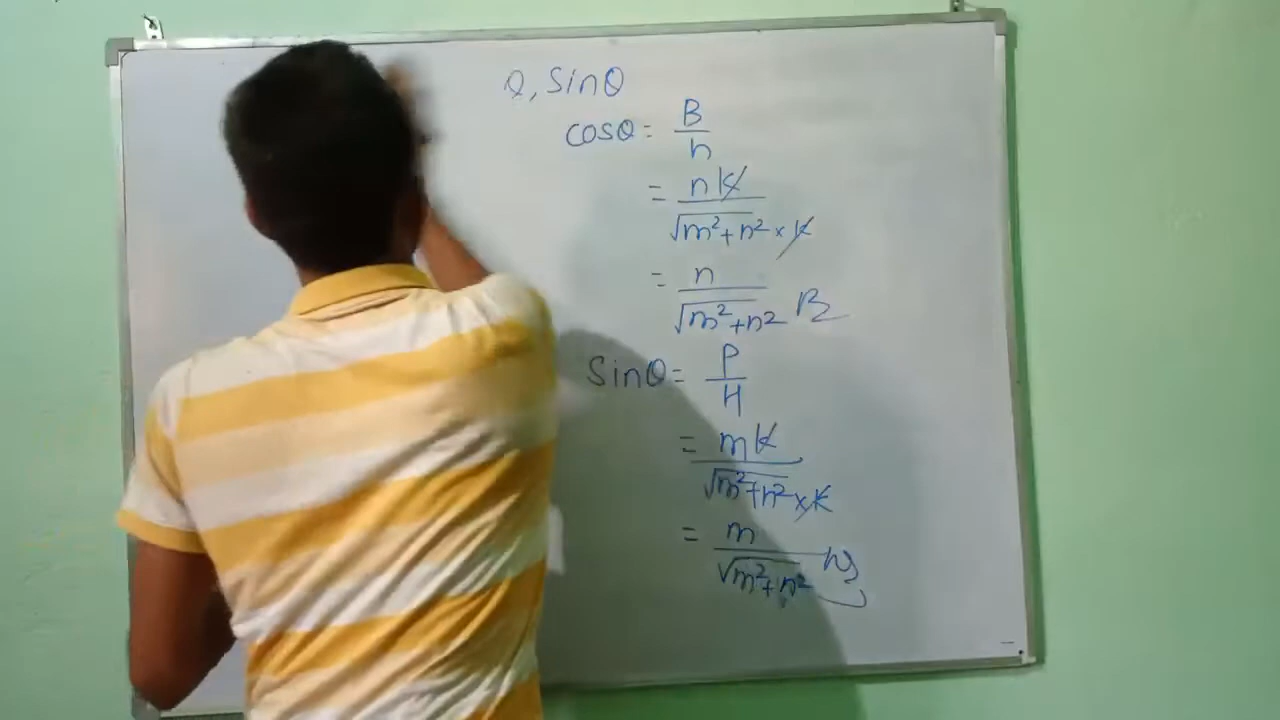 θ, sinθ
cosθ = B/h
= nk/√m²+n² × k
= n/√m²+n²
sinθ = P/H
= mk/√m²+n² × k
= m/√m²+n²